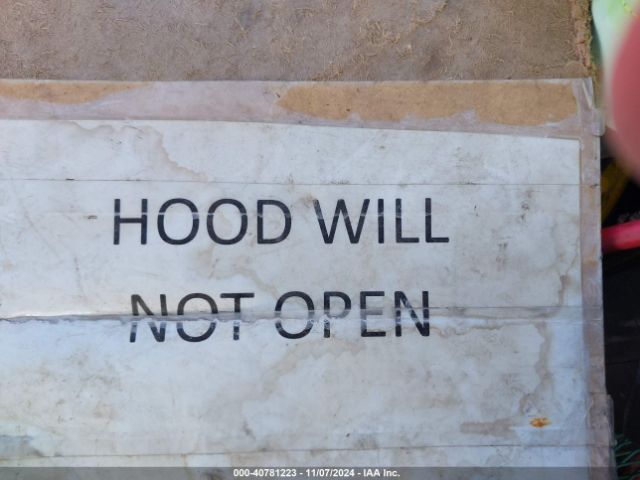 HOOD WILL
NOT OPEN
000-40781223 - 11/07/2024 - IAA Inc.